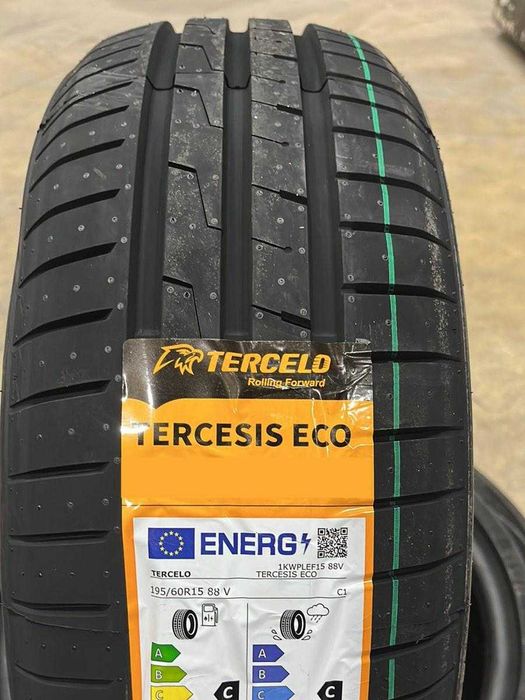 TERCELO
Rolling Forward
TERCESIS ECO
ENERG
1KWPLEF15 88V
TERCELO TERCESIS ECO
195/60R15 88 V C1
A A
B B
C C C C